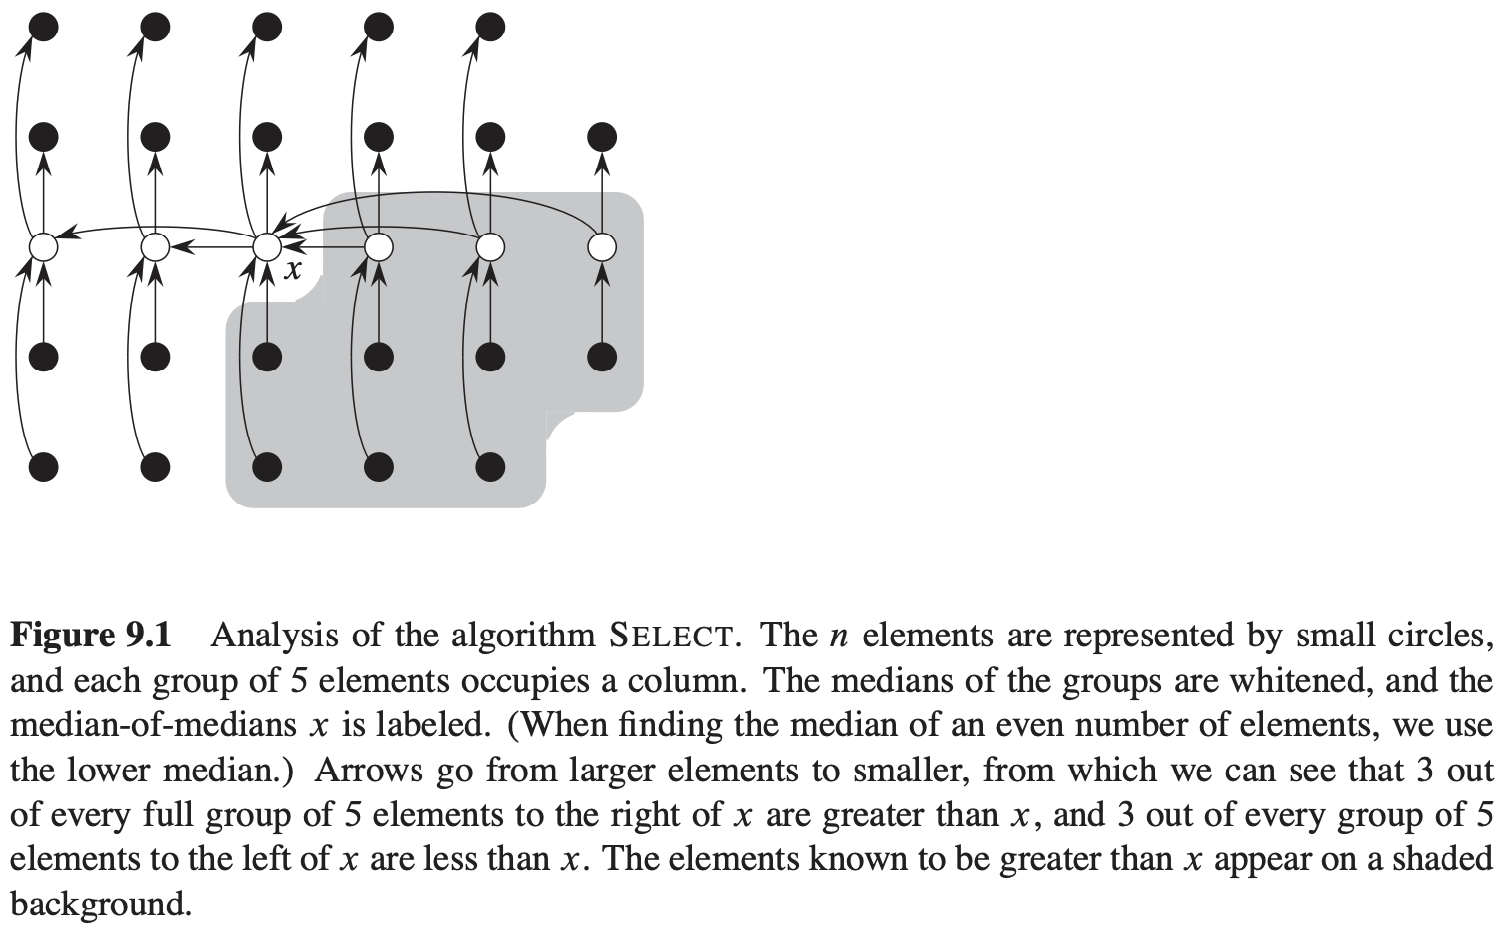 x
Figure 9.1 Analysis of the algorithm SELECT. The n elements are represented by small circles,
and each group of 5 elements occupies a column. The medians of the groups are whitened, and the
median-of-medians x is labeled. (When finding the median of an even number of elements, we use
the lower median.) Arrows go from larger elements to smaller, from which we can see that 3 out
of every full group of 5 elements to the right of x are greater than x, and 3 out of every group of 5
elements to the left of x are less than x. The elements known to be greater than x appear on a shaded
background.